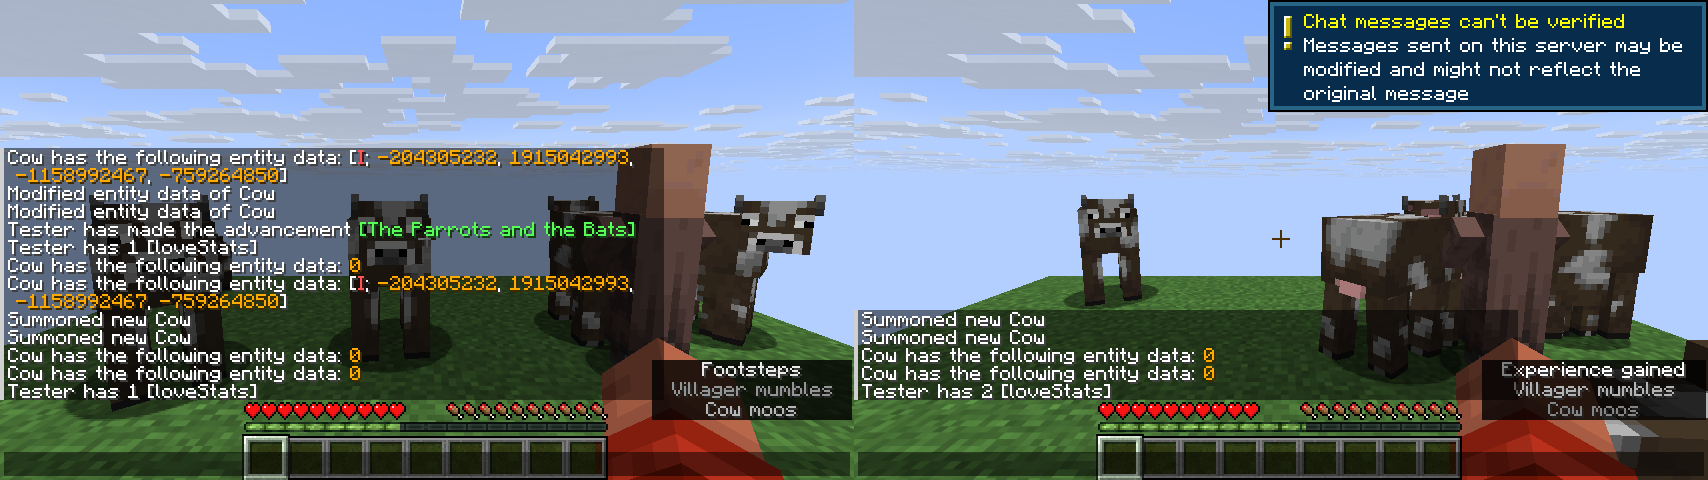 Cow has the following entity data: [I; -204305232, 1915042993,
-1158992467, -759264850]
Modified entity data of Cow
Modified entity data of Cow
Tester has made the advancement [The Parrots and the Bats]
Tester has 1 [loveStats]
Cow has the following entity data: 0
Cow has the following entity data: [I; -204305232, 1915042993,
-1158992467, -759264850]
Summoned new Cow
Summoned new Cow
Cow has the following entity data: 0
Cow has the following entity data: 0
Tester has 1 [loveStats]
Footsteps
Villager mumbles
Cow moos
Chat messages can't be verified
Messages sent on this server may be
modified and might not reflect the
original message
Summoned new Cow
Summoned new Cow
Cow has the following entity data: 0
Cow has the following entity data: 0
Tester has 2 [loveStats]
Experience gained
Villager mumbles
Cow moos